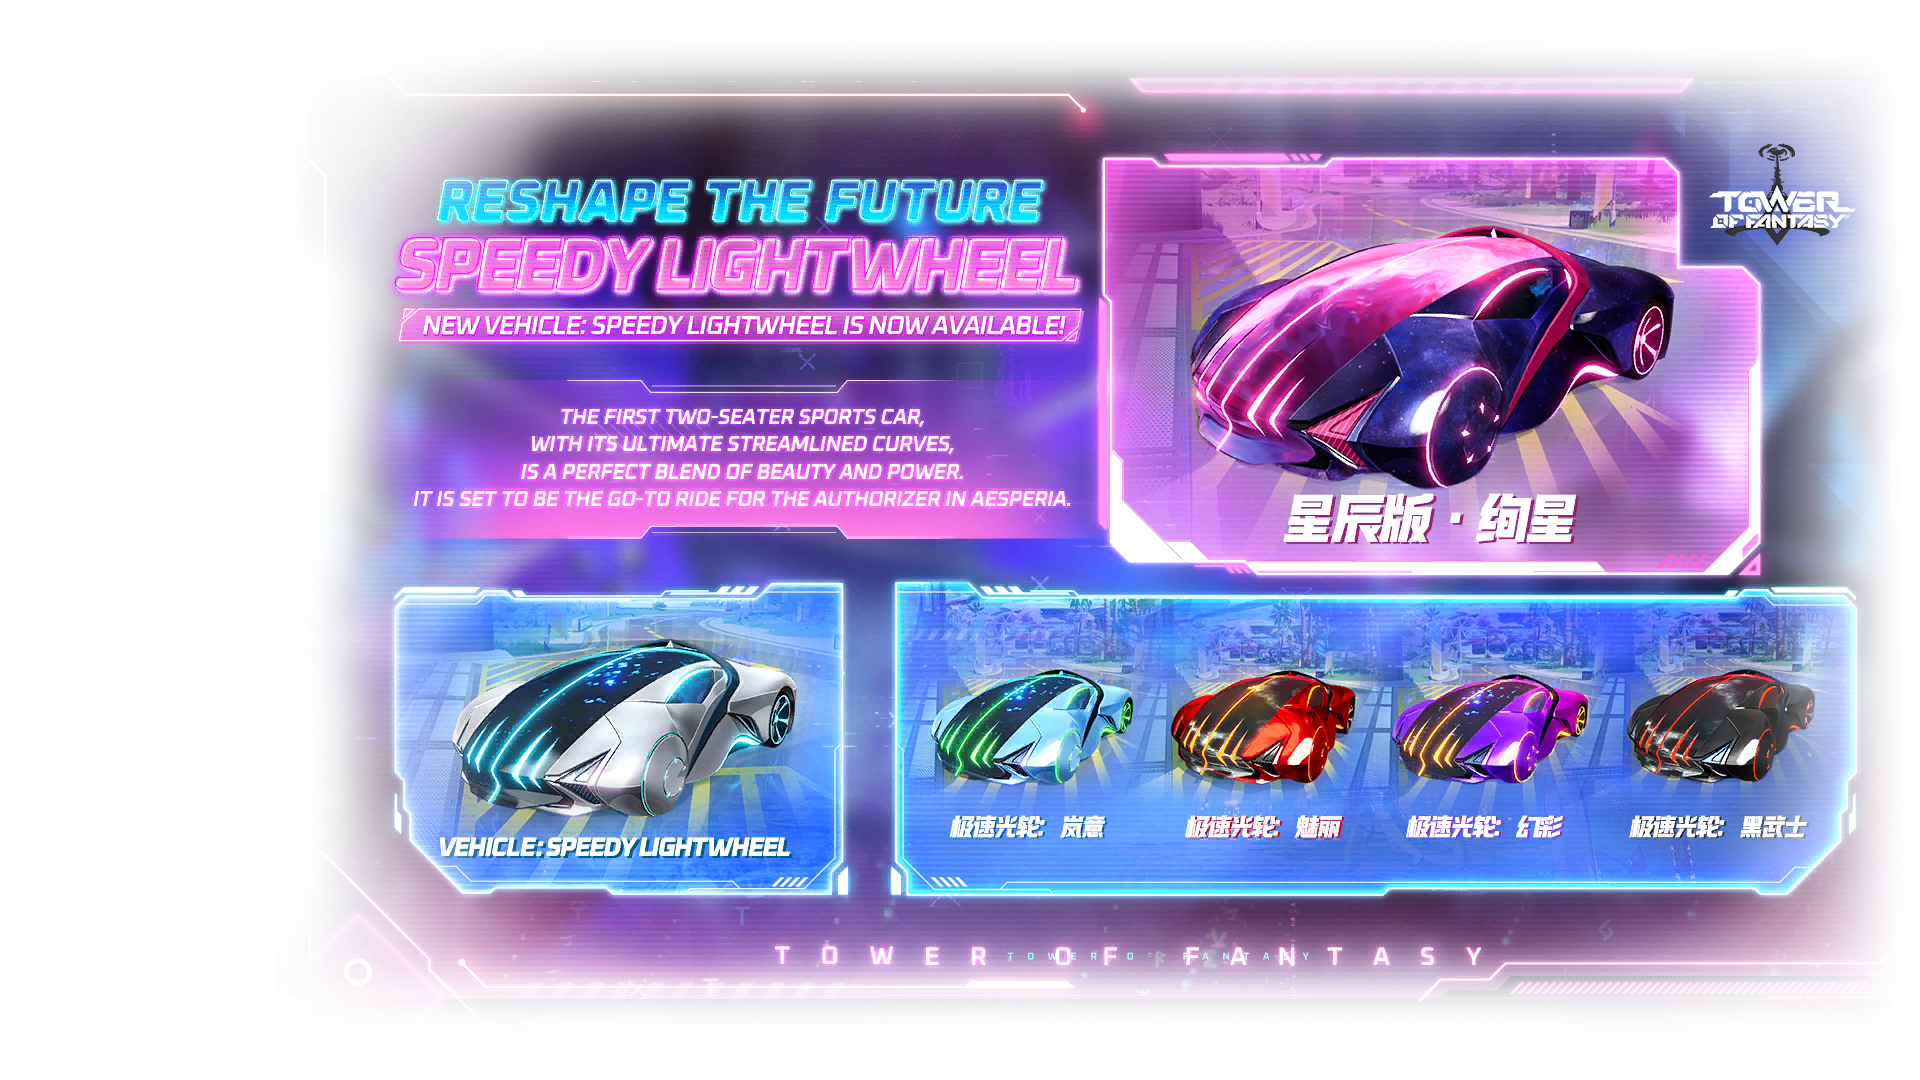 RESHAPE THE FUTURE
SPEEDY LIGHTWHEEL
NEW VEHICLE: SPEEDY LIGHTWHEEL IS NOW AVAILABLE!
THE FIRST TWO-SEATER SPORTS CAR,
WITH ITS ULTIMATE STREAMLINED CURVES,
IS A PERFECT BLEND OF BEAUTY AND POWER.
IT IS SET TO BE THE GO-TO RIDE FOR THE AUTHORIZER IN AESPERIA.
TOWER
OF FANTASY
星辰版·绚星
VEHICLE: SPEEDY LIGHTWHEEL
极速光轮: 岚意
极速光轮: 魅丽
极速光轮: 幻彩
极速光轮: 黑武士
TOWER OF FANTASY
TOWER OF FANTASY